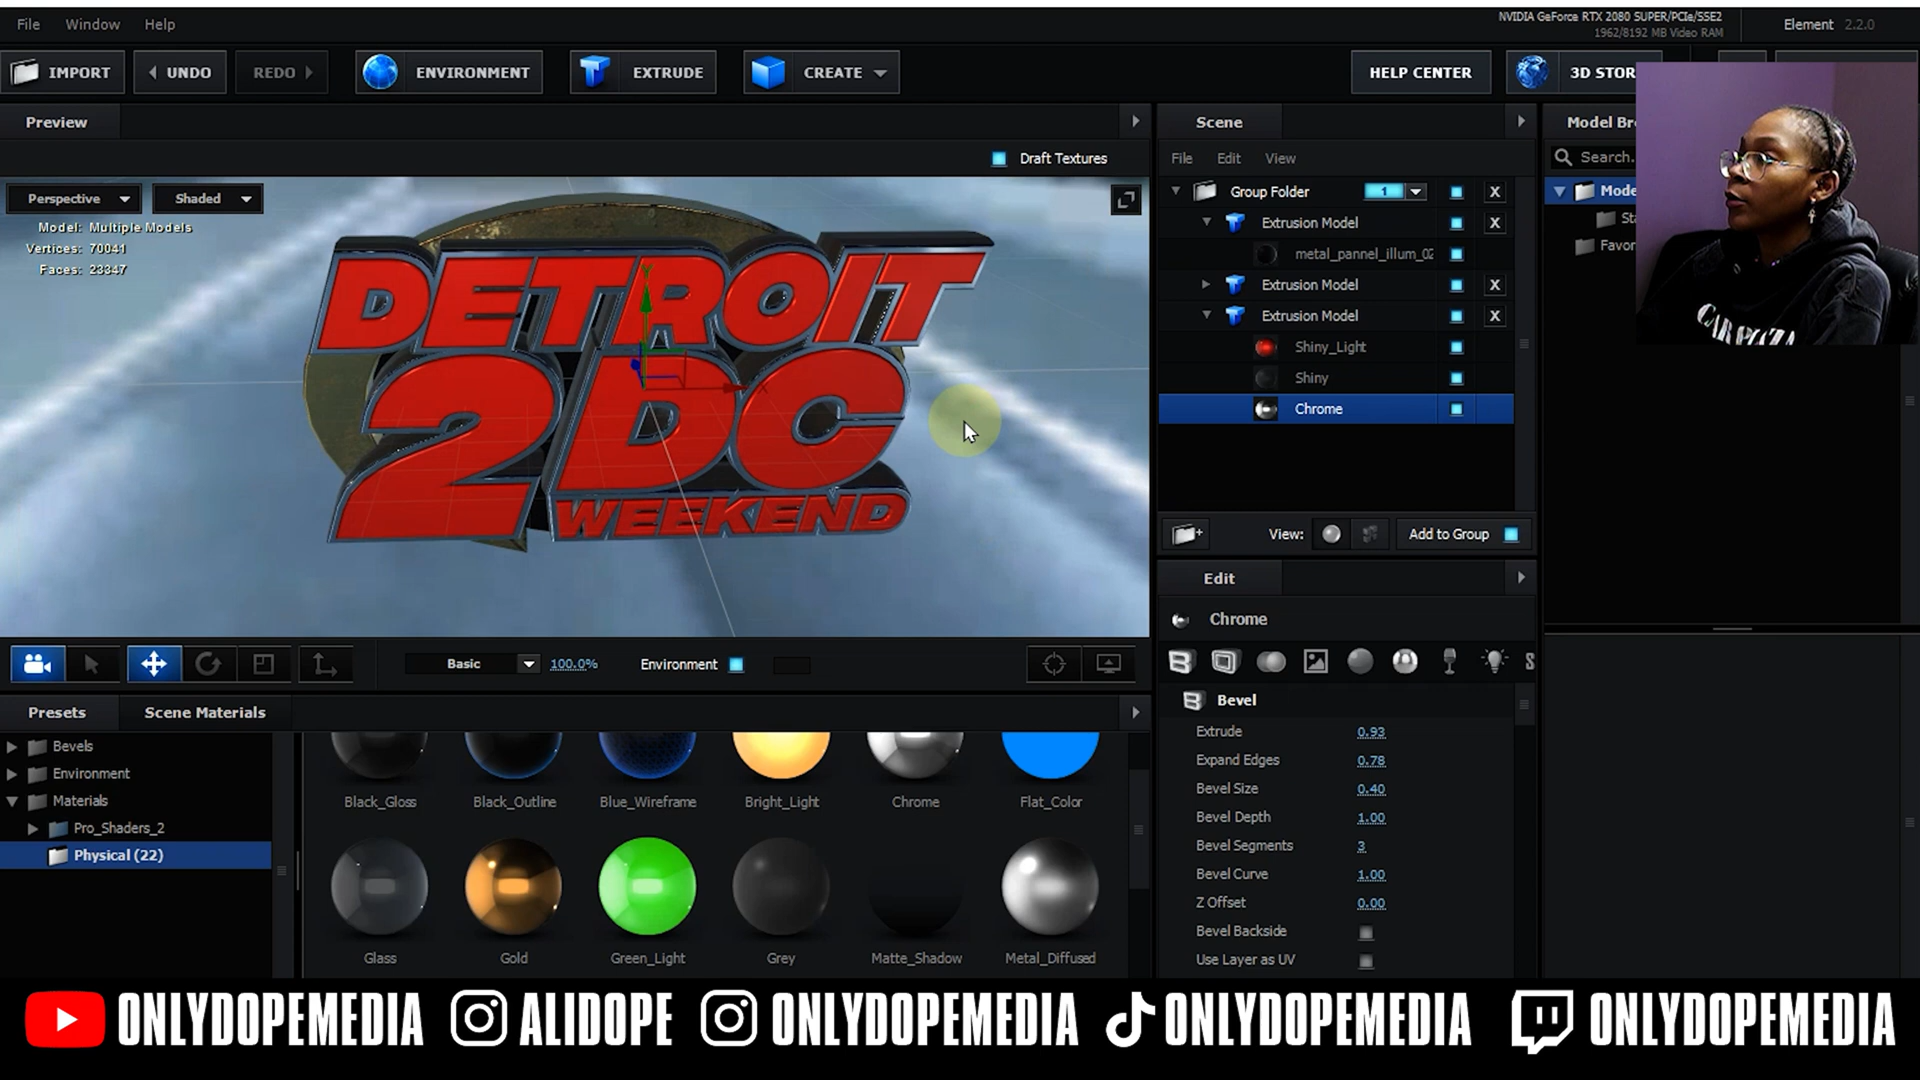 File Window Help
NVIDIA GeForce RTX 2080 SUPER/PCIe/SSE2
1962/8192 MB Video RAM
Element 2.2.0
IMPORT UNDO REDO ENVIRONMENT EXTRUDE CREATE HELP CENTER 3D STOR
Preview
Draft Textures
Perspective Shaded
Model: Multiple Models
Vertices: 70041
Faces: 23347
DETROIT
2DC
WEEKEND
Y
X
Basic 100.0% Environment
Scene
File Edit View
Group Folder 1 X
Extrusion Model X
metal_pannel_illum_02
Extrusion Model X
Extrusion Model X
Shiny_Light
Shiny
Chrome
View: Add to Group
Model Br
Search.
Mode
Sta
Favor
Edit
Chrome
Bevel
Extrude 0.93
Expand Edges 0.78
Bevel Size 0.40
Bevel Depth 1.00
Bevel Segments 3
Bevel Curve 1.00
Z Offset 0.00
Bevel Backside
Use Layer as UV
Presets Scene Materials
Bevels
Environment
Materials
Pro_Shaders_2
Physical (22)
Black_Gloss Black_Outline Blue_Wireframe Bright_Light Chrome Flat_Color
Glass Gold Green_Light Grey Matte_Shadow Metal_Diffused
ONLYDOPEMEDIA ALIDOPE ONLYDOPEMEDIA ONLYDOPEMEDIA ONLYDOPEMEDIA